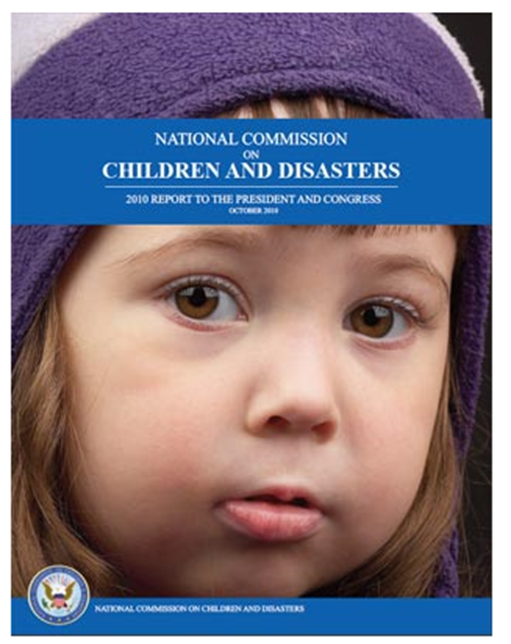 NATIONAL COMMISSION
ON
CHILDREN AND DISASTERS
2010 REPORT TO THE PRESIDENT AND CONGRESS
OCTOBER 2010
NATIONAL COMMISSION ON CHILDREN AND DISASTERS